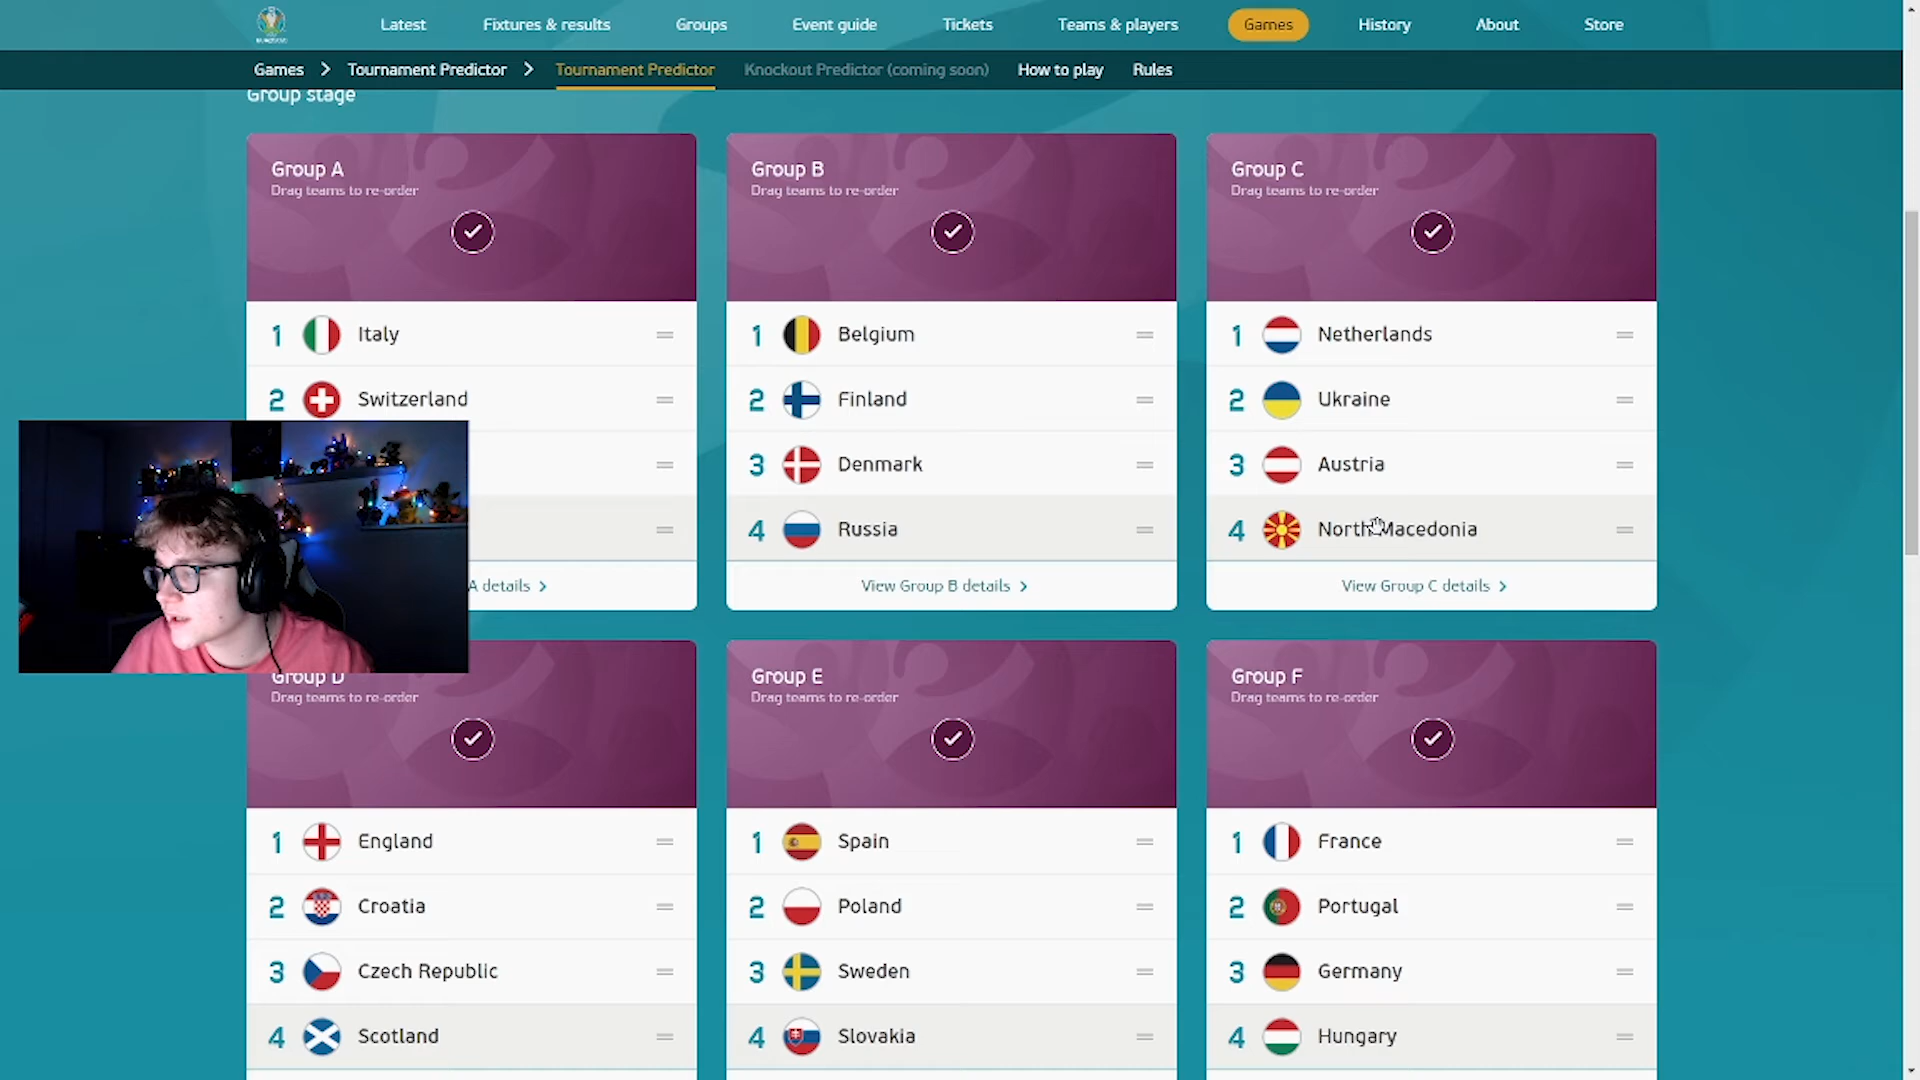 Latest
Fixtures & results
Groups
Event guide
Tickets
Teams & players
Games
History
About
Store
Games
Tournament Predictor
Tournament Predictor
Knockout Predictor (coming soon)
How to play
Rules
Group stage
Group A
Drag teams to re-order
1 Italy
2 Switzerland
A details
Group B
Drag teams to re-order
1 Belgium
2 Finland
3 Denmark
4 Russia
View Group B details
Group C
Drag teams to re-order
1 Netherlands
2 Ukraine
3 Austria
4 North Macedonia
View Group C details
Group D
Drag teams to re-order
1 England
2 Croatia
3 Czech Republic
4 Scotland
Group E
Drag teams to re-order
1 Spain
2 Poland
3 Sweden
4 Slovakia
Group F
Drag teams to re-order
1 France
2 Portugal
3 Germany
4 Hungary